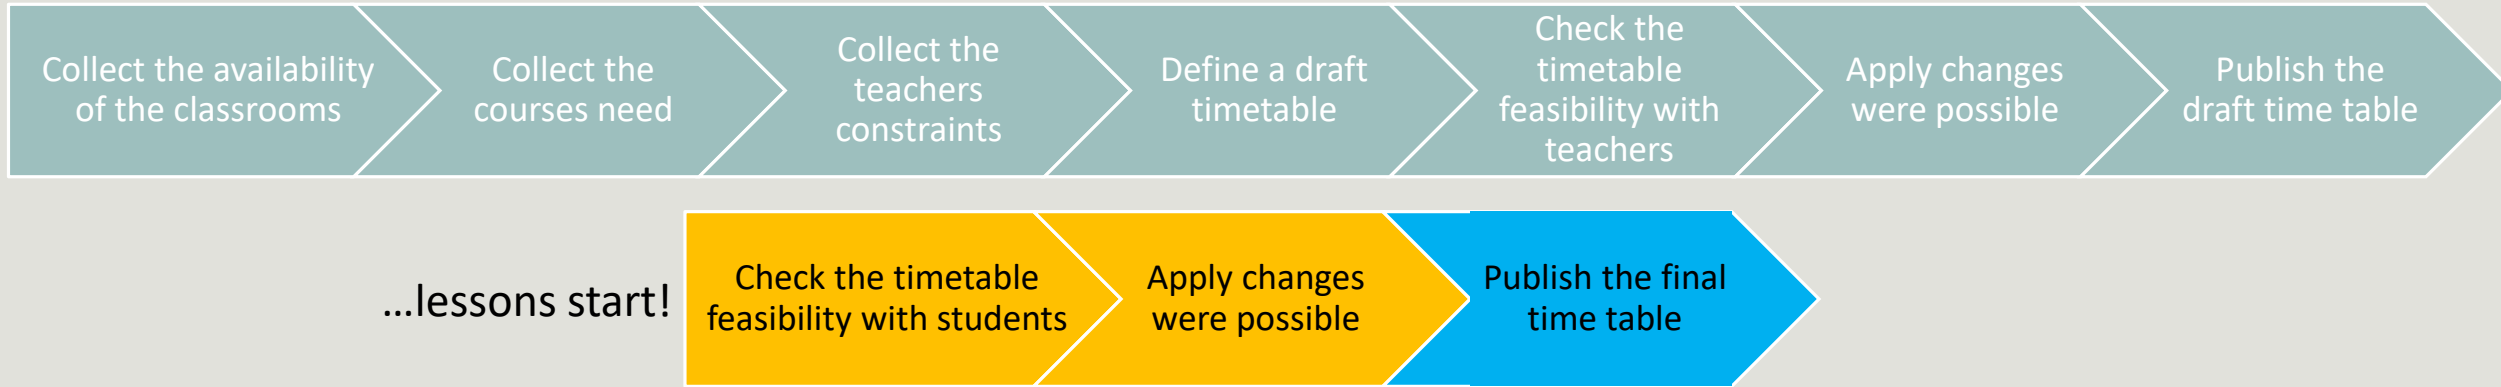 Collect the availability
of the classrooms
Collect the
courses need
Collect the
teachers
constraints
Define a draft
timetable
Check the
timetable
feasibility with
teachers
Apply changes
were possible
Publish the
draft time table
...lessons start!
Check the timetable
feasibility with students
Apply changes
were possible
Publish the final
time table